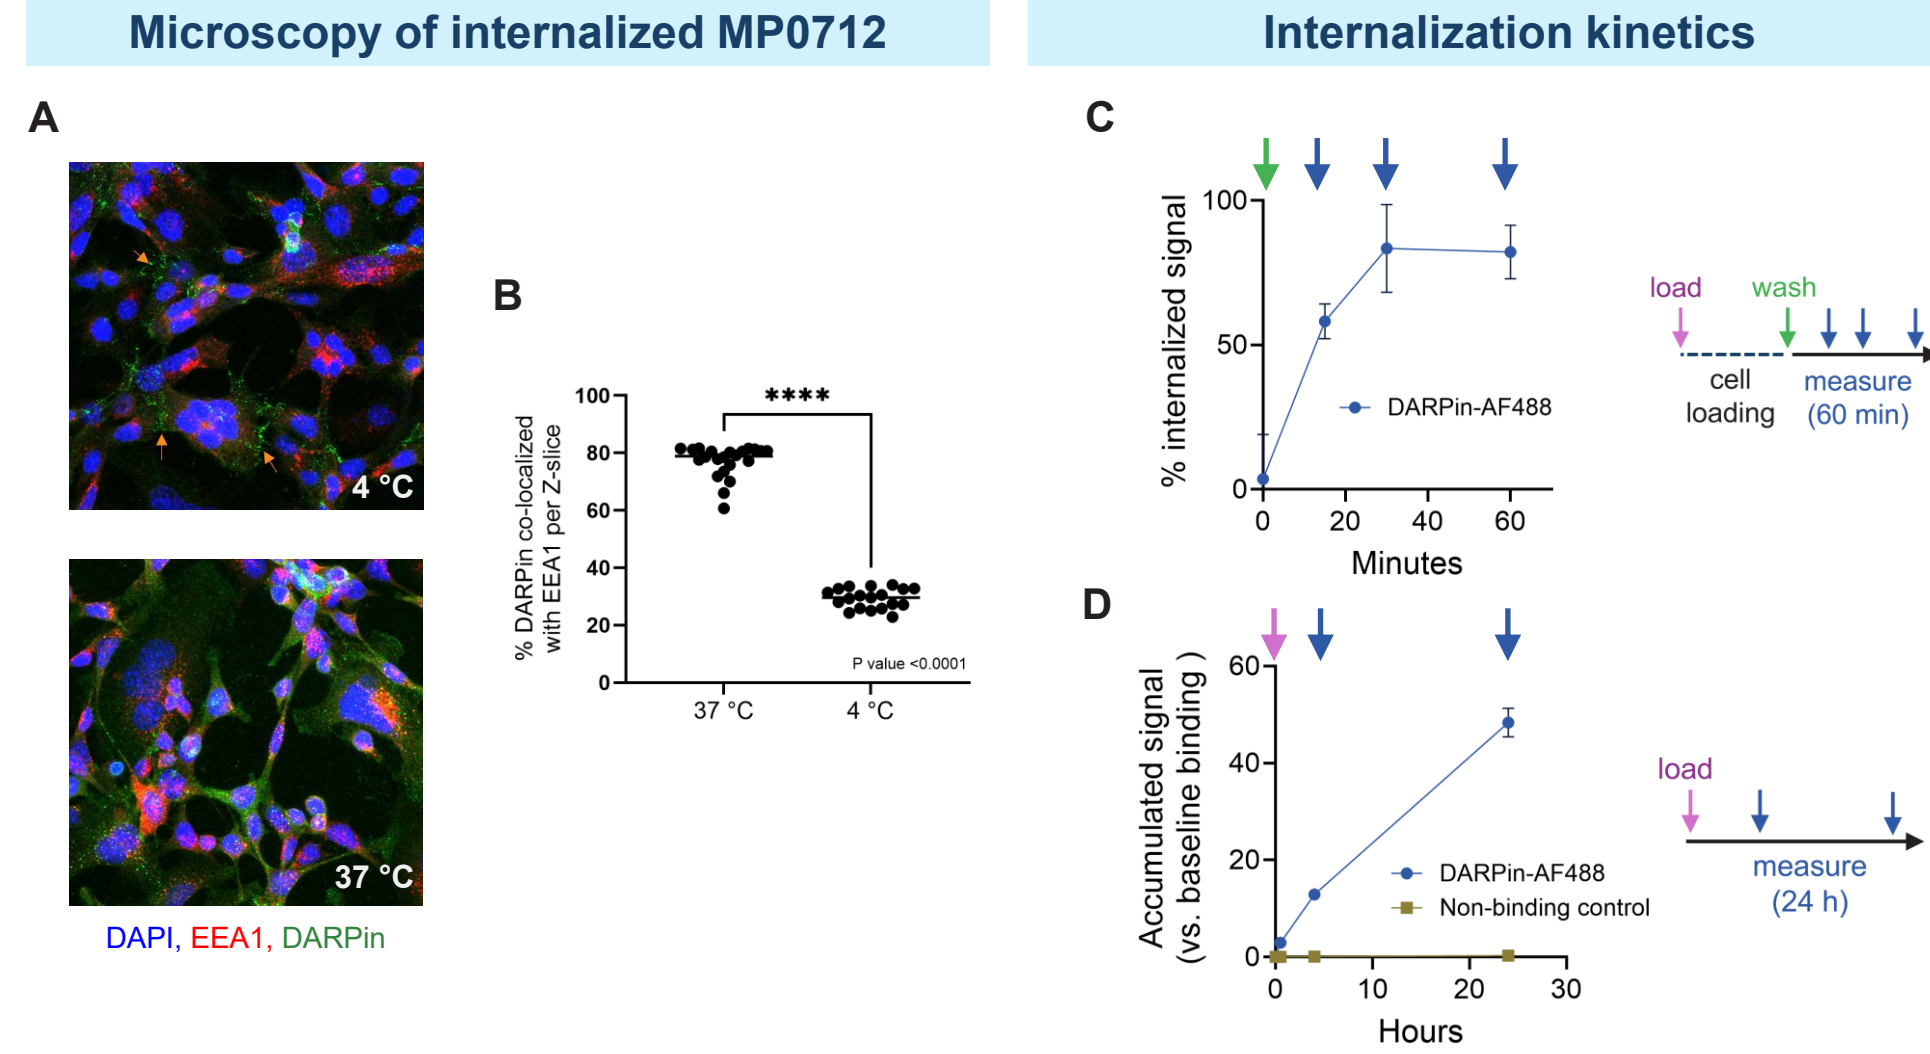 Microscopy of internalized MP0712
Internalization kinetics
A
4 °C
37 °C
DAPI, EEA1, DARPin
B
% DARPin co-localized
with EEA1 per Z-slice
100
80
60
40
20
0
****
P value <0.0001
37 °C
4 °C
C
% internalized signal
100
50
0
DARPin-AF488
0
20
40
60
Minutes
load
wash
cell
loading
measure
(60 min)
D
Accumulated signal
(vs. baseline binding )
60
40
20
0
DARPin-AF488
Non-binding control
0
10
20
30
Hours
load
measure
(24 h)